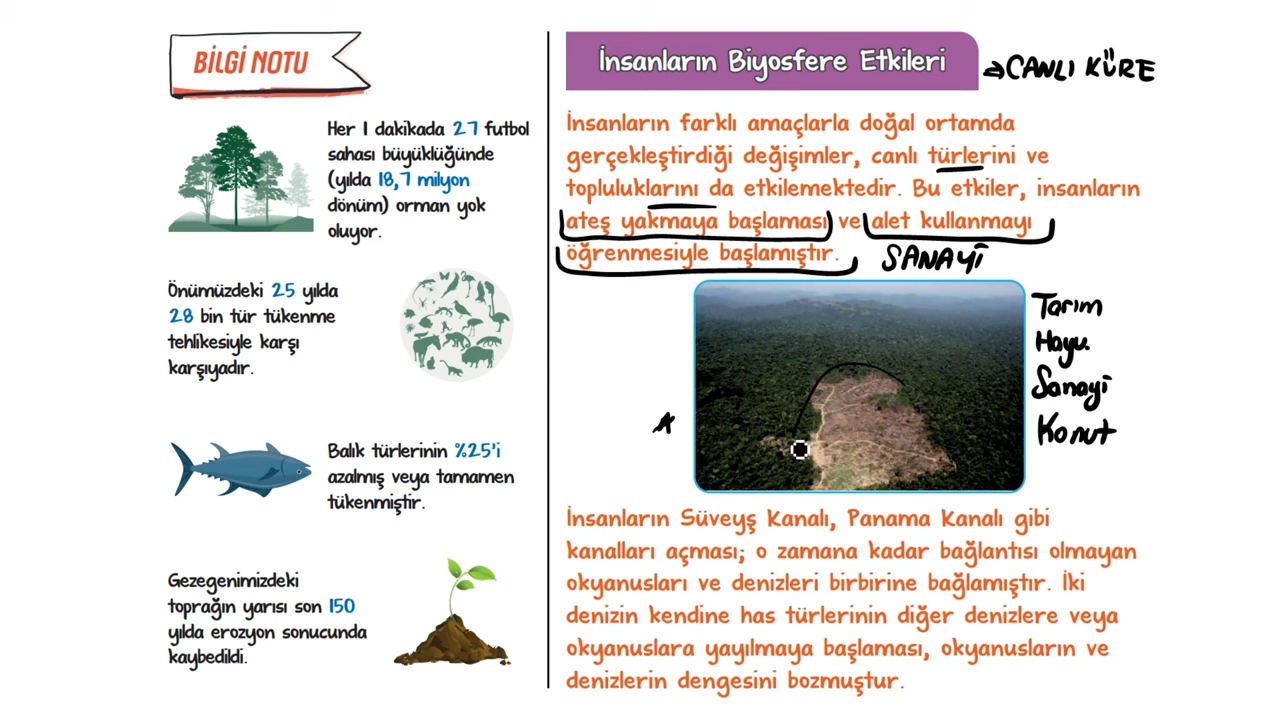 BİLGİ NOTU
Her 1 dakikada 27 futbol
sahası büyüklüğünde
(yılda 18,7 milyon
dönüm) orman yok
oluyor.
Önümüzdeki 25 yılda
28 bin tür tükenme
tehlikesiyle karşı
karşıyadır.
Balık türlerinin %25'i
azalmış veya tamamen
tükenmiştir.
Gezegenimizdeki
toprağın yarısı son 150
yılda erozyon sonucunda
kaybedildi.
İnsanların Biyosfere Etkileri
CANLI KÜRE
İnsanların farklı amaçlarla doğal ortamda
gerçekleştirdiği değişimler, canlı türlerini ve
topluluklarını da etkilemektedir. Bu etkiler, insanların
ateş yakmaya başlaması ve alet kullanmayı
öğrenmesiyle başlamıştır.
SANAYİ
Tarım
Hayv.
Sanayi
Konut
İnsanların Süveyş Kanalı, Panama Kanalı gibi
kanalları açması; o zamana kadar bağlantısı olmayan
okyanusları ve denizleri birbirine bağlamıştır. İki
denizin kendine has türlerinin diğer denizlere veya
okyanuslara yayılmaya başlaması, okyanusların ve
denizlerin dengesini bozmuştur.